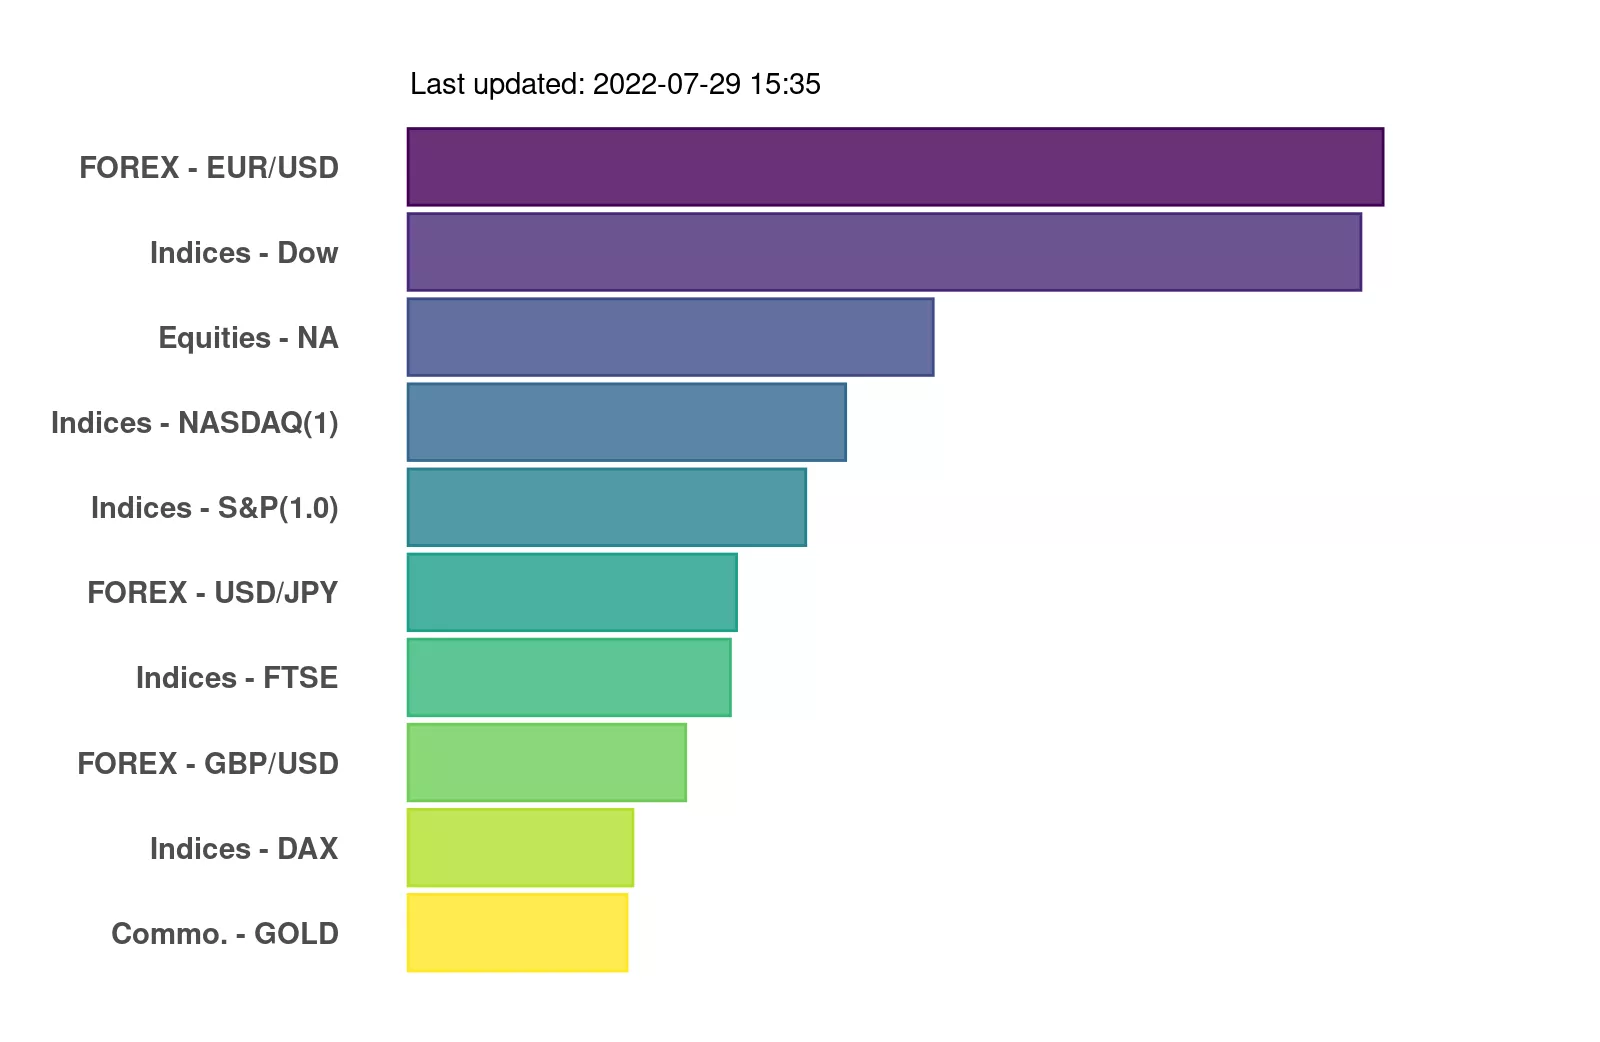 Last updated: 2022-07-29 15:35
FOREX - EUR/USD
Indices - Dow
Equities - NA
Indices - NASDAQ(1)
Indices - S&P(1.0)
FOREX - USD/JPY
Indices - FTSE
FOREX - GBP/USD
Indices - DAX
Commo. - GOLD